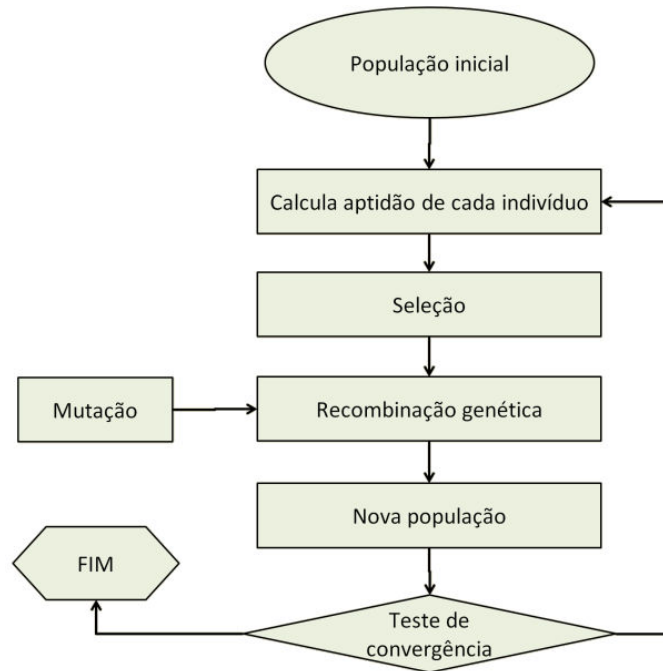 População inicial
Calcula aptidão de cada indivíduo
Seleção
Mutação
Recombinação genética
Nova população
FIM
Teste de
convergência